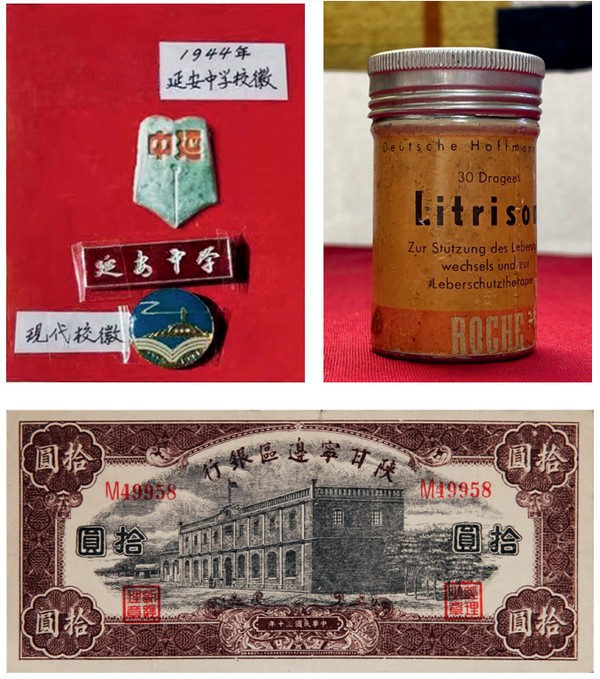 1944年
延安中学校徽
延中
延安中学
现代校徽
Deutsche Hoffman
30 Dragees
Litrison
Zur Stützung des
wechsels und zur
Leberschutztherapie
ROCHE
陝甘寧邊區銀行
拾圓
拾圓
M49958
M49958
拾圓
拾圓
拾圓
拾圓
中華民國三十年